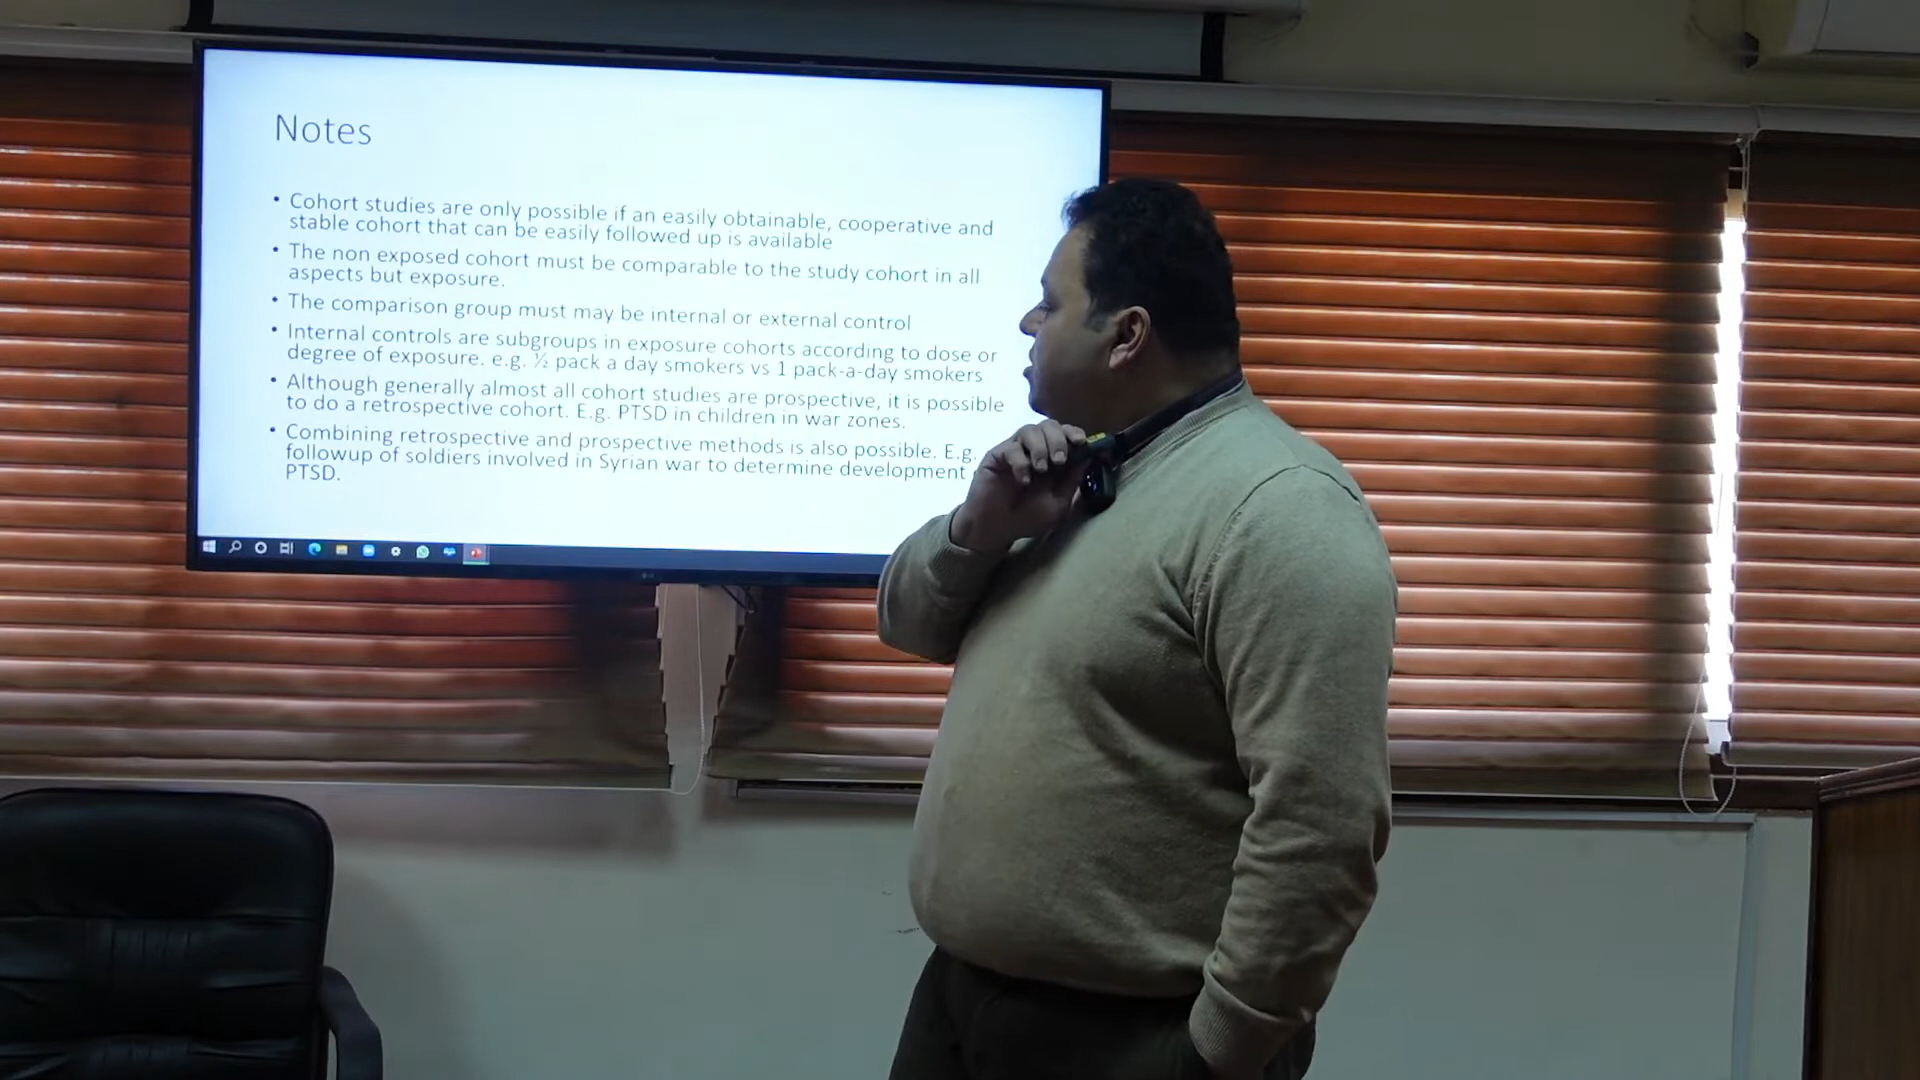 Notes
• Cohort studies are only possible if an easily obtainable, cooperative and
stable cohort that can be easily followed up is available
• The non exposed cohort must be comparable to the study cohort in all
aspects but exposure.
• The comparison group must may be internal or external control
• Internal controls are subgroups in exposure cohorts according to dose or
degree of exposure. e.g. ½ pack a day smokers vs 1 pack-a-day smokers
• Although generally almost all cohort studies are prospective, it is possible
to do a retrospective cohort. E.g. PTSD in children in war zones.
• Combining retrospective and prospective methods is also possible. E.g.
followup of soldiers involved in Syrian war to determine development
PTSD.